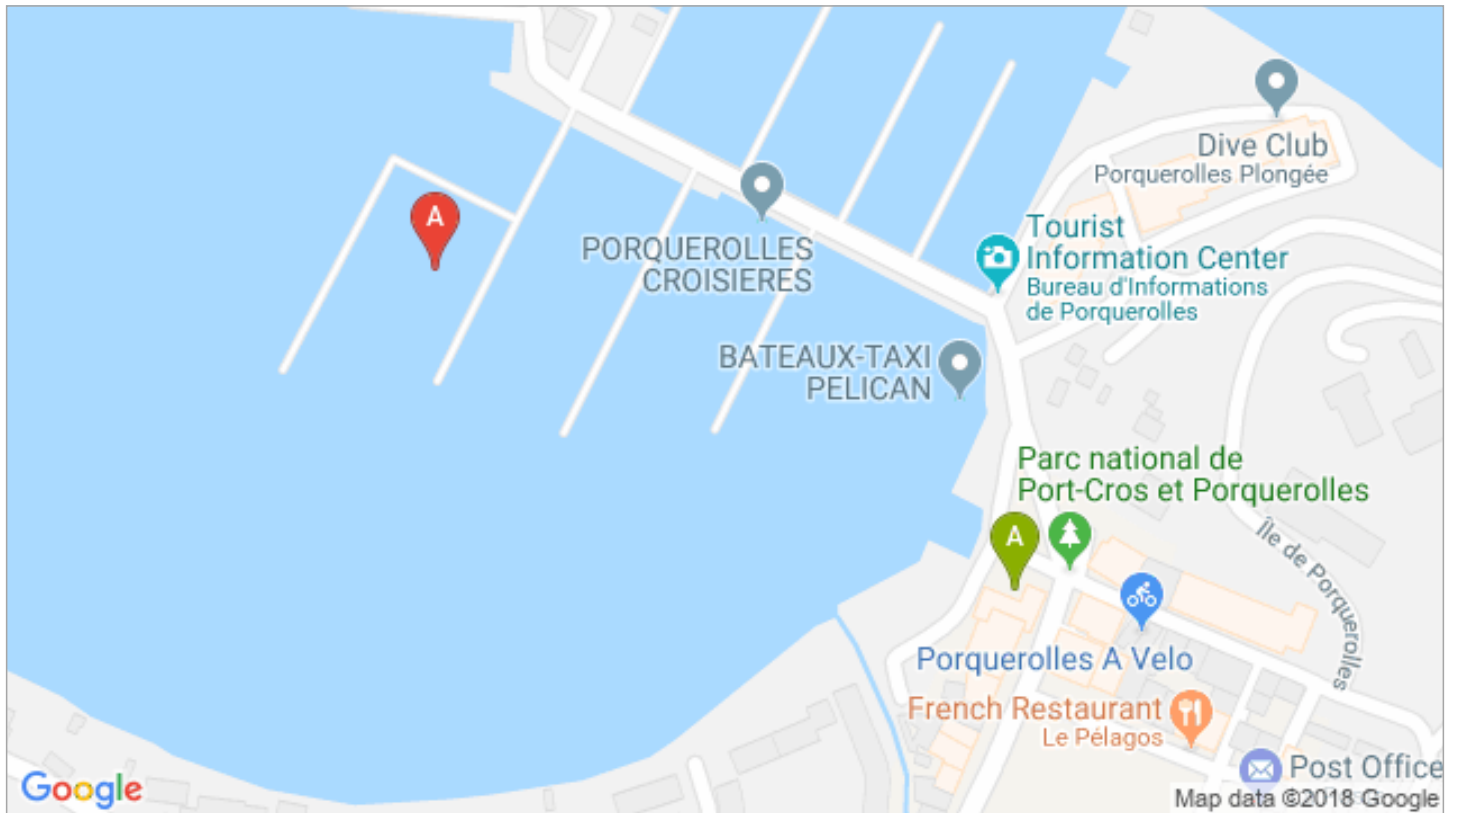 A
Dive Club
Porquerolles Plongée
PORQUEROLLES
CROISIERES
Tourist
Information Center
Bureau d'Informations
de Porquerolles
BATEAUX-TAXI
PELICAN
Parc national de
Port-Cros et Porquerolles
A
Île de Porquerolles
Porquerolles A Velo
French Restaurant
Le Pélagos
Post Office
Google
Map data ©2018 Google